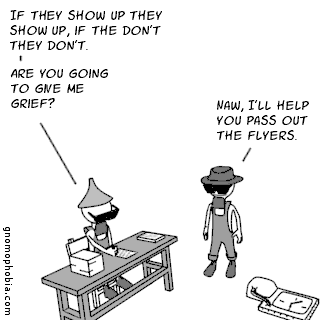 IF THEY SHOW UP THEY
SHOW UP, IF THE DON'T
THEY DON'T.
ARE YOU GOING
TO GIVE ME
GRIEF?
NAW, I'LL HELP
YOU PASS OUT
THE FLYERS.
gnomophobia.com